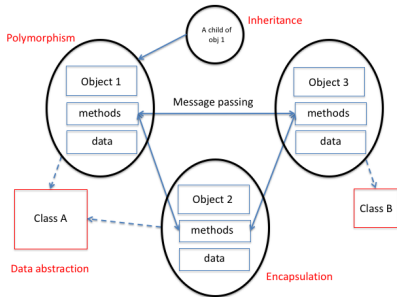 A child of
obj 1
Inheritance
Polymorphism
Object 1
methods
data
Message passing
Object 3
methods
data
Class A
Object 2
methods
data
Class B
Data abstraction
Encapsulation